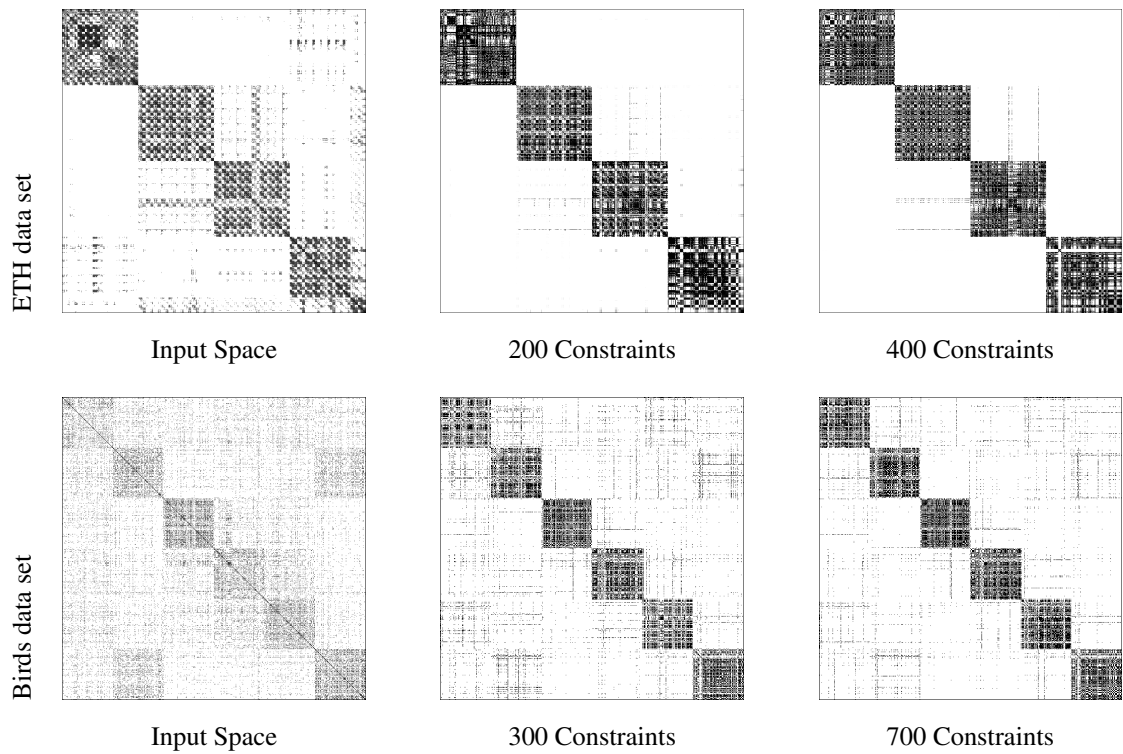 ETH data set
Input Space
200 Constraints
400 Constraints
Birds data set
Input Space
300 Constraints
700 Constraints